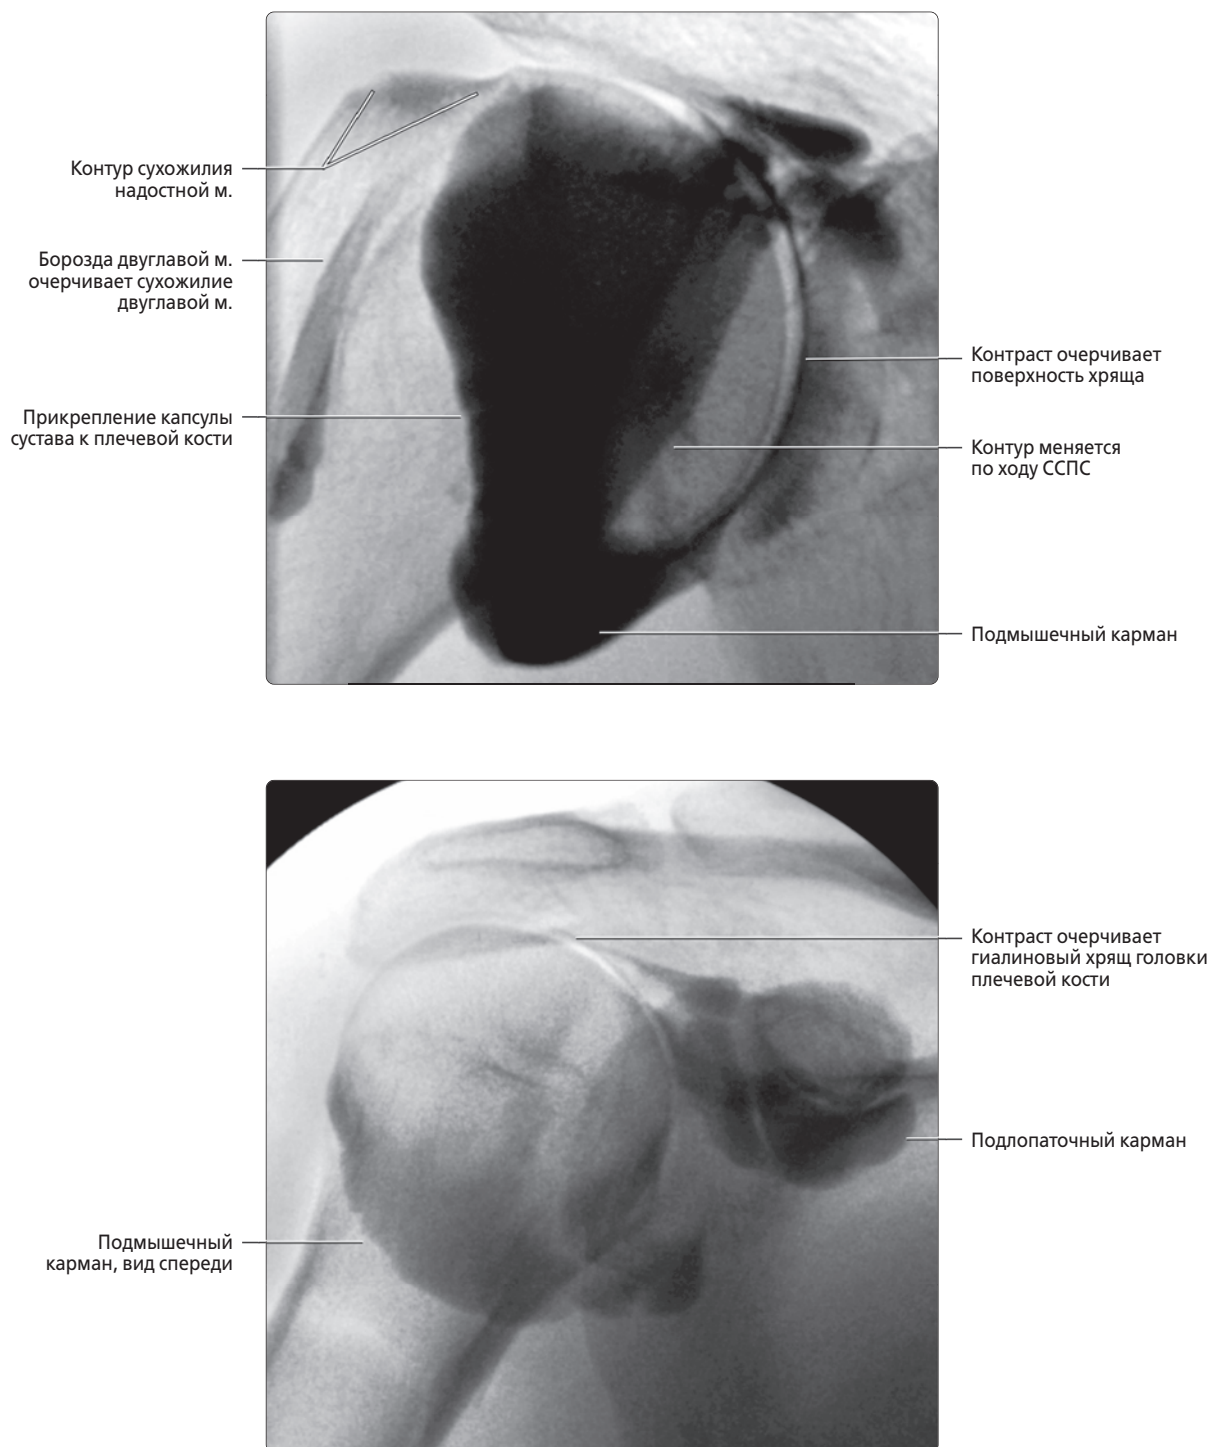 Контур сухожилия
надостной м.
Борозда двуглавой м.
очерчивает сухожилие
двуглавой м.
Прикрепление капсулы
сустава к плечевой кости
Контраст очерчивает
поверхность хряща
Контур меняется
по ходу ССПС
Подмышечный карман
Контраст очерчивает
гиалиновый хрящ головки
плечевой кости
Подлопаточный карман
Подмышечный
карман, вид спереди